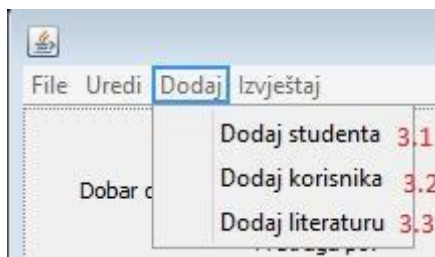 File Uredi Dodaj Izvještaj
Dodaj studenta 3.1
Dodaj korisnika 3.2
Dodaj literaturu 3.3
Dobar